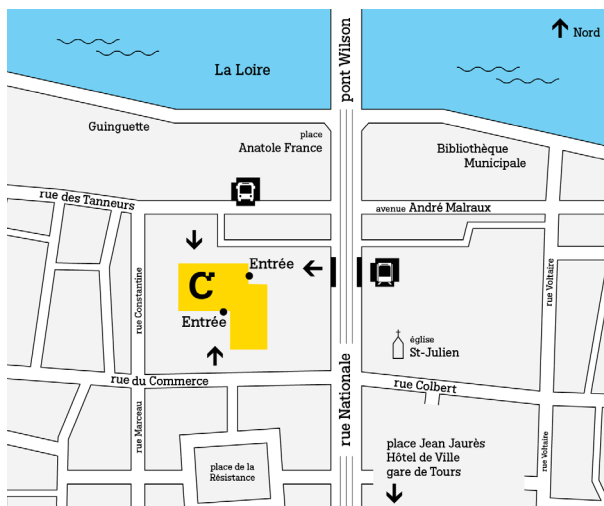 Nord
La Loire
pont Wilson
Guinguette
place
Anatole France
Bibliothèque
Municipale
rue des Tanneurs
avenue André Malraux
Entrée
C
Entrée
rue Constantine
rue Voltaire
église
St-Julien
rue du Commerce
rue Nationale
rue Colbert
rue Marceau
place de la
Résistance
place Jean Jaurès
Hôtel de Ville
gare de Tours
rue Voltaire